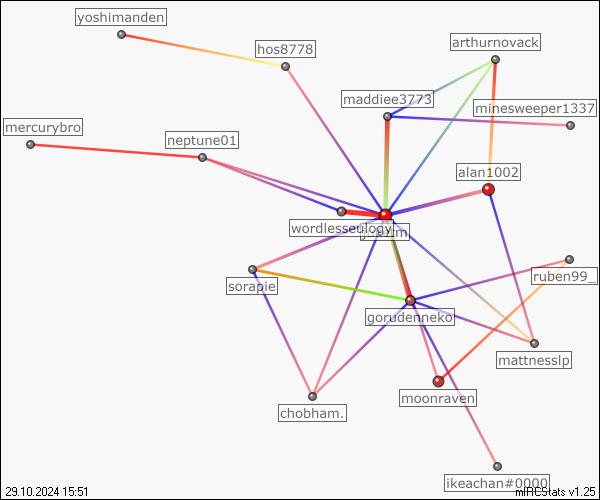 yoshimanden
hos8778
arthurnovack
maddiee3773
minesweeper1337
mercurybro
neptune01
alan1002
wordlesseulogy
sorapie
ruben99_
gorudenneko
mattnesslp
moonraven
chobham.
ikeachan#0000
29.10.2024 15:51
mIRCStats v1.25